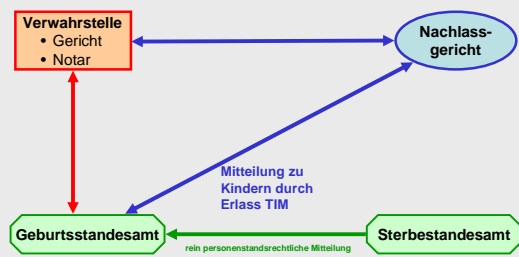 Verwahrstelle
• Gericht
• Notar
Nachlass-
gericht
Mitteilung zu
Kindern durch
Erlass TIM
Geburtsstandesamt
rein personenstandsrechtliche Mitteilung
Sterbestandesamt